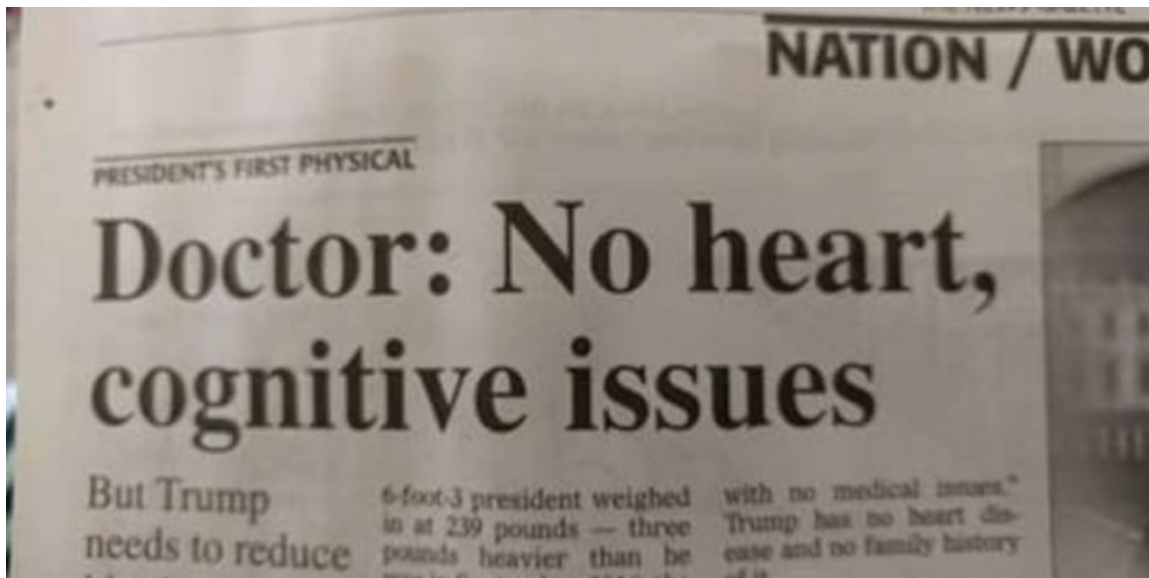 NATION / WO
PRESIDENT'S FIRST PHYSICAL
Doctor: No heart,
cognitive issues
But Trump
needs to reduce
6-foot-3 president weighed
in at 239 pounds — three
pounds heavier than he
with no medical issues."
Trump has no heart dis-
ease and no family history
of it